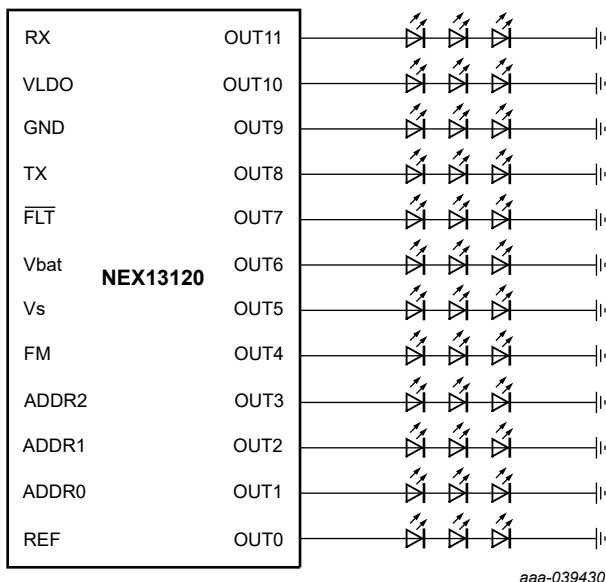 RX OUT11
VLDO OUT10
GND OUT9
TX OUT8
FLT OUT7
Vbat OUT6
NEX13120
Vs OUT5
FM OUT4
ADDR2 OUT3
ADDR1 OUT2
ADDR0 OUT1
REF OUT0
aaa-039430